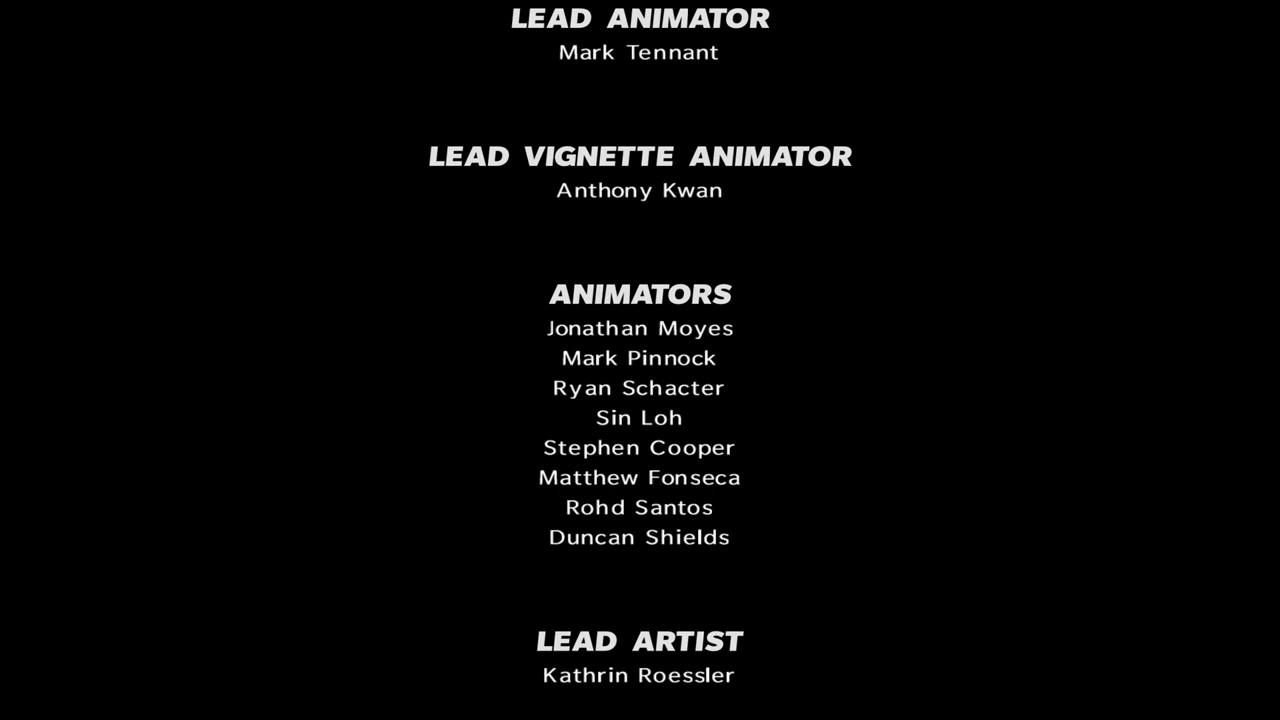 LEAD ANIMATOR
Mark Tennant
LEAD VIGNETTE ANIMATOR
Anthony Kwan
ANIMATORS
Jonathan Moyes
Mark Pinnock
Ryan Schacter
Sin Loh
Stephen Cooper
Matthew Fonseca
Rohd Santos
Duncan Shields
LEAD ARTIST
Kathrin Roessler